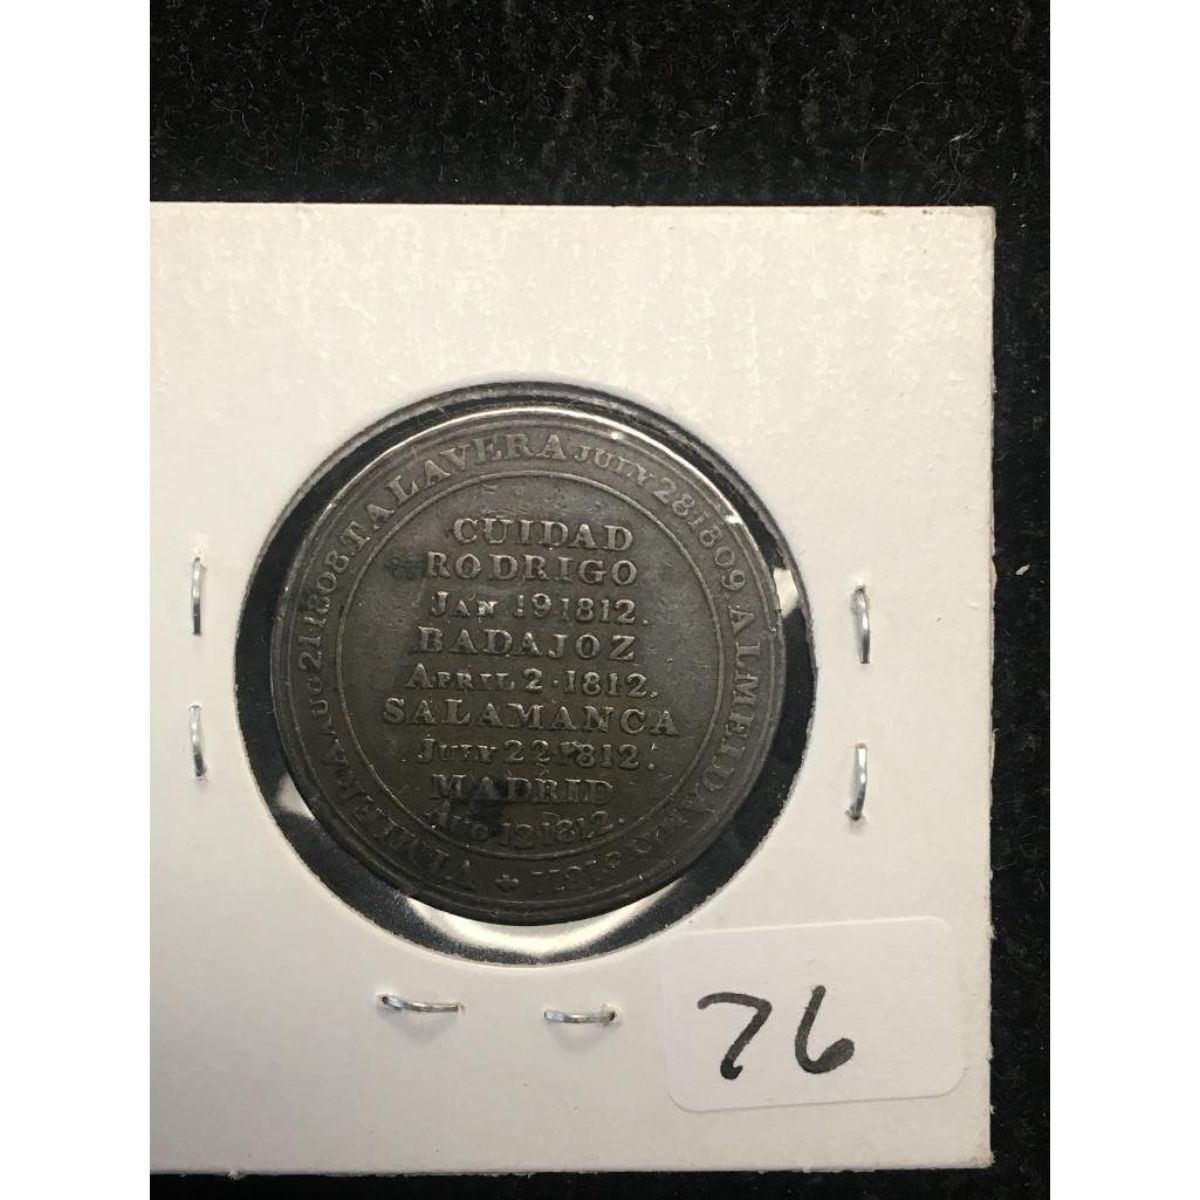 VIMIERA AUG 21 1808. TALAVERA JULY 28 1809. ALMEIDA 1811
CUIDAD
RODRIGO
JAN 19 1812.
BADAJOZ
APRIL 2 · 1812.
SALAMANCA
JULY 22 1812.
MADRID
AUG 12 1812.
76